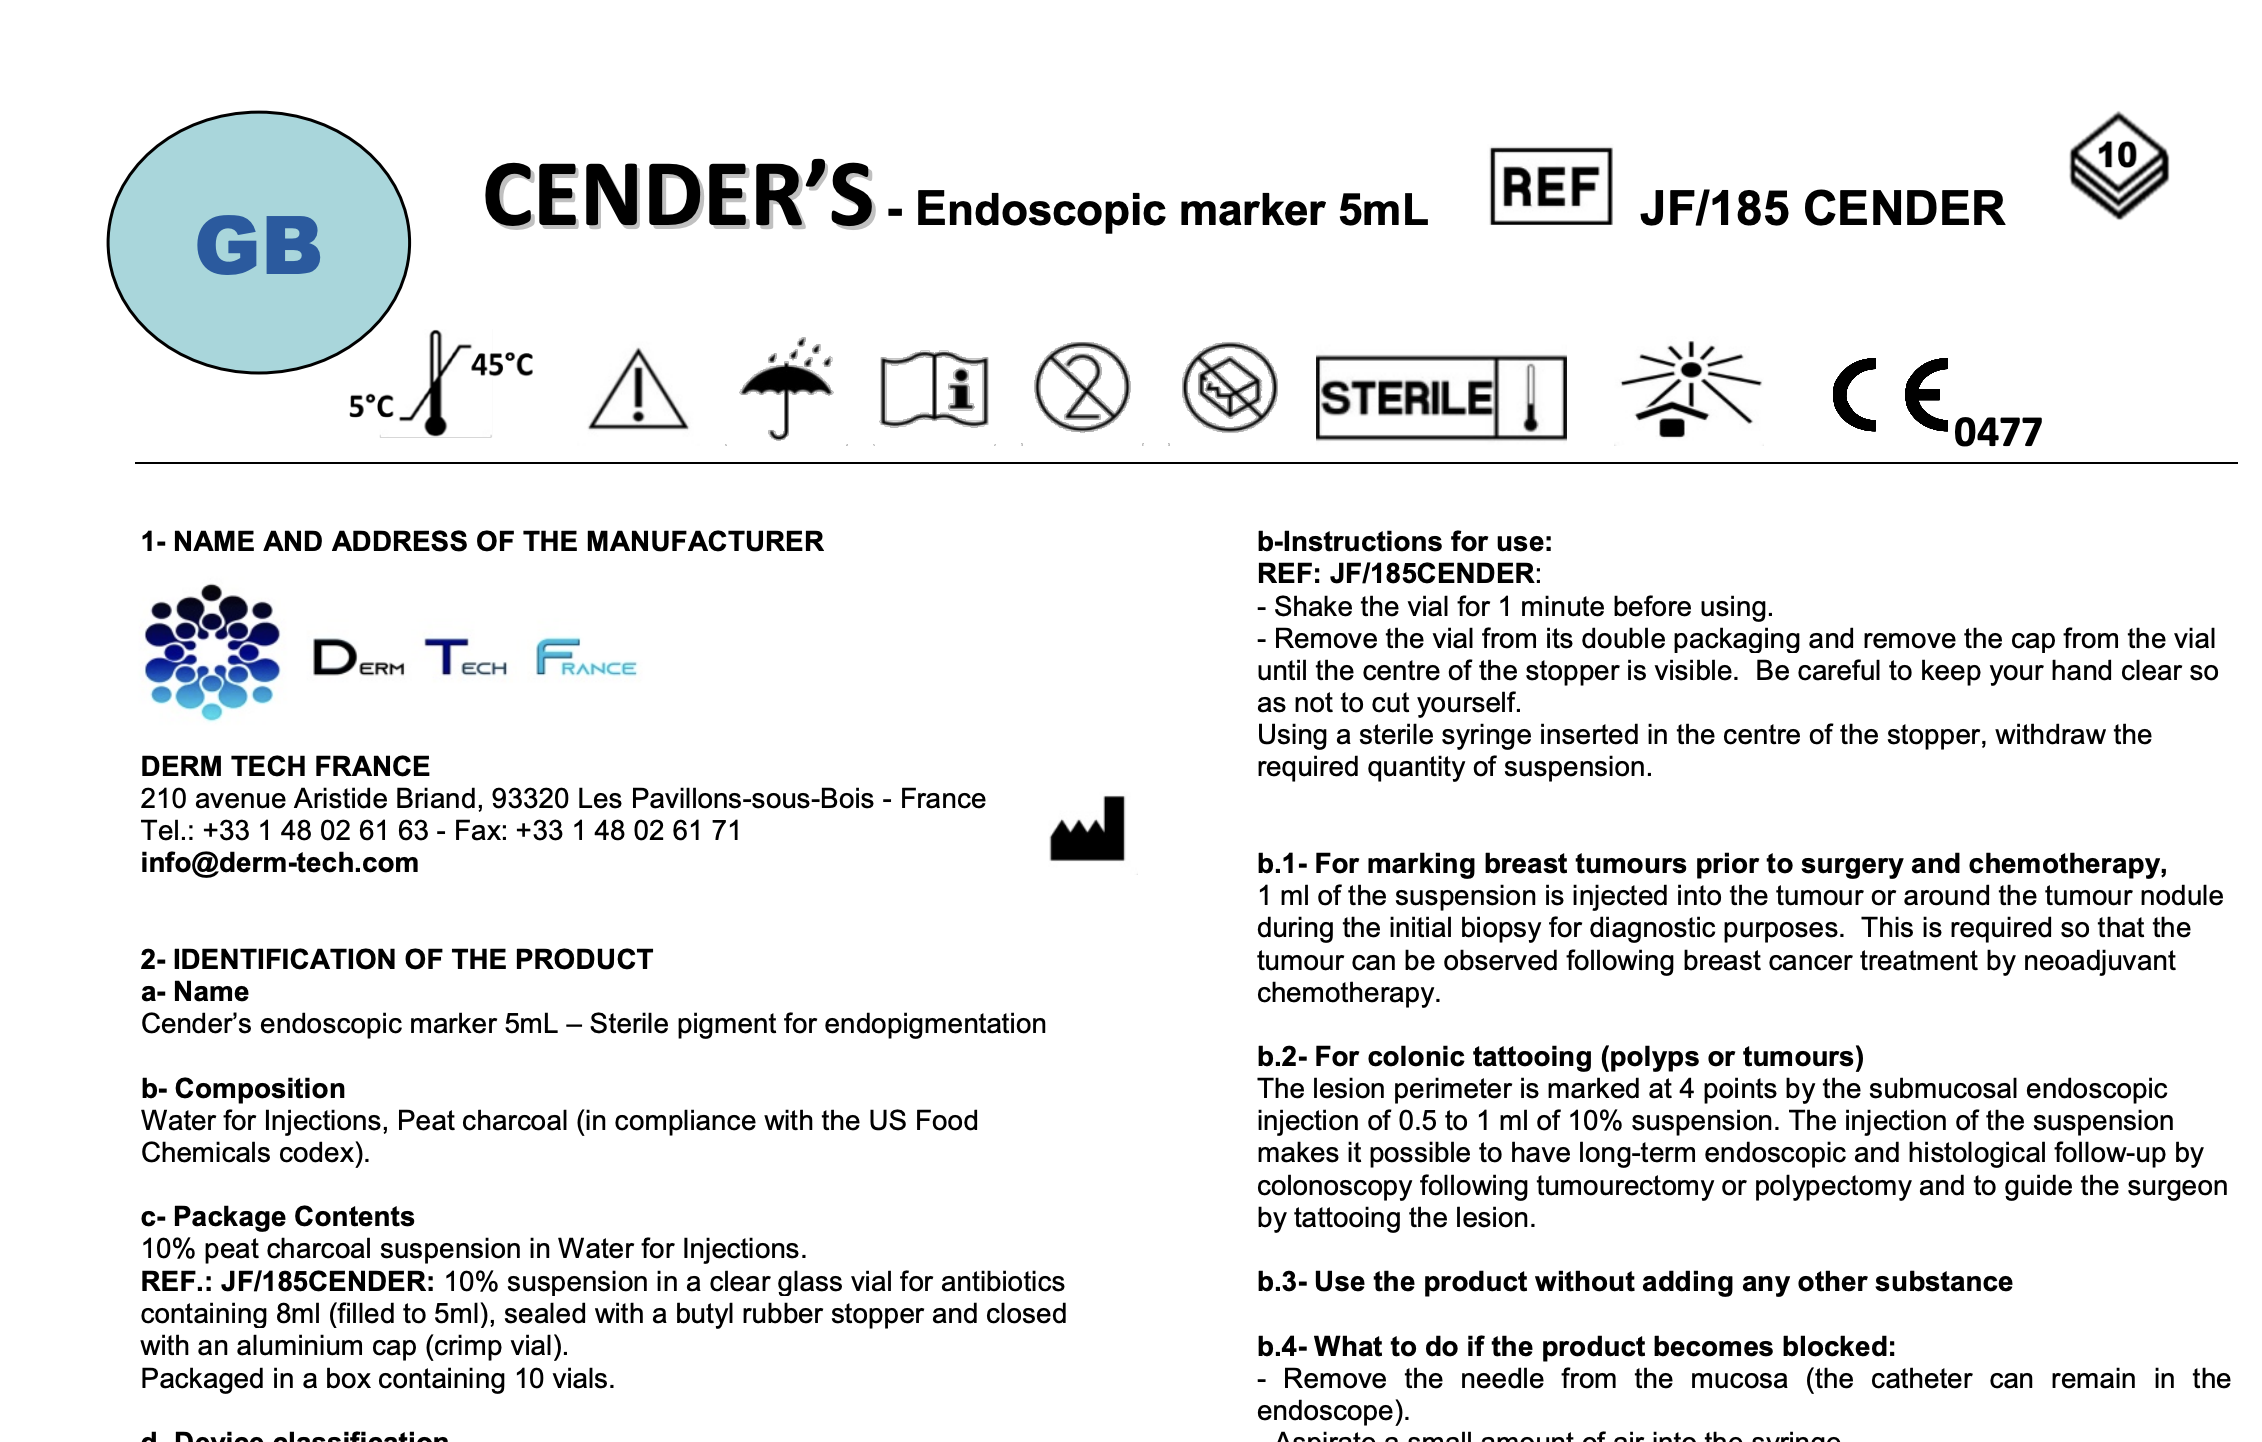 GB
CENDER’S - Endoscopic marker 5mL
REF
JF/185 CENDER
10
5°C
45°C
2
STERILE
CE
0477
1- NAME AND ADDRESS OF THE MANUFACTURER
DERM TECH FRANCE
DERM TECH FRANCE
210 avenue Aristide Briand, 93320 Les Pavillons-sous-Bois - France
Tel.: +33 1 48 02 61 63 - Fax: +33 1 48 02 61 71
info@derm-tech.com
2- IDENTIFICATION OF THE PRODUCT
a- Name
Cender’s endoscopic marker 5mL – Sterile pigment for endopigmentation
b- Composition
Water for Injections, Peat charcoal (in compliance with the US Food
Chemicals codex).
c- Package Contents
10% peat charcoal suspension in Water for Injections.
REF.: JF/185CENDER: 10% suspension in a clear glass vial for antibiotics
containing 8ml (filled to 5ml), sealed with a butyl rubber stopper and closed
with an aluminium cap (crimp vial).
Packaged in a box containing 10 vials.
d- Device classification
b-Instructions for use:
REF: JF/185CENDER:
- Shake the vial for 1 minute before using.
- Remove the vial from its double packaging and remove the cap from the vial
until the centre of the stopper is visible.  Be careful to keep your hand clear so
as not to cut yourself.
Using a sterile syringe inserted in the centre of the stopper, withdraw the
required quantity of suspension.
b.1- For marking breast tumours prior to surgery and chemotherapy,
1 ml of the suspension is injected into the tumour or around the tumour nodule
during the initial biopsy for diagnostic purposes.  This is required so that the
tumour can be observed following breast cancer treatment by neoadjuvant
chemotherapy.
b.2- For colonic tattooing (polyps or tumours)
The lesion perimeter is marked at 4 points by the submucosal endoscopic
injection of 0.5 to 1 ml of 10% suspension. The injection of the suspension
makes it possible to have long-term endoscopic and histological follow-up by
colonoscopy following tumourectomy or polypectomy and to guide the surgeon
by tattooing the lesion.
b.3- Use the product without adding any other substance
b.4- What to do if the product becomes blocked:
- Remove the needle from the mucosa (the catheter can remain in the
endoscope).
- Aspirate a small amount of air into the syringe